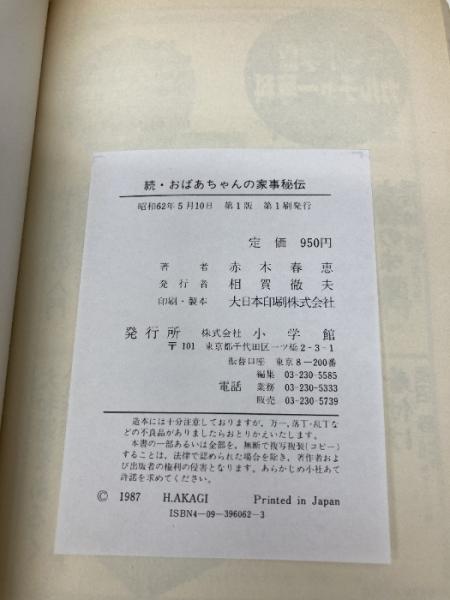 続・おばあちゃんの家事秘伝
昭和62年5月10日 第1版 第1刷発行
定価 950円
著者 赤木春恵
発行者 相賀徹夫
印刷・製本 大日本印刷株式会社
発行所 株式会社 小学館
〒101 東京都千代田区一ツ橋2-3-1
振替口座 東京8-200番
編集 03-230-5585
電話 業務 03-230-5333
販売 03-230-5739
造本には十分注意しておりますが、万一、落丁・乱丁な
どの不良品がありましたらおとりかえいたします。
本書の一部あるいは全部を、無断で複写複製(コピー)
することは、法律で認められた場合を除き、著作者およ
び出版者の権利の侵害となります。あらかじめ小社あて許
諾を求めてください。
© 1987 H.AKAGI Printed in Japan
ISBN4-09-396062-3